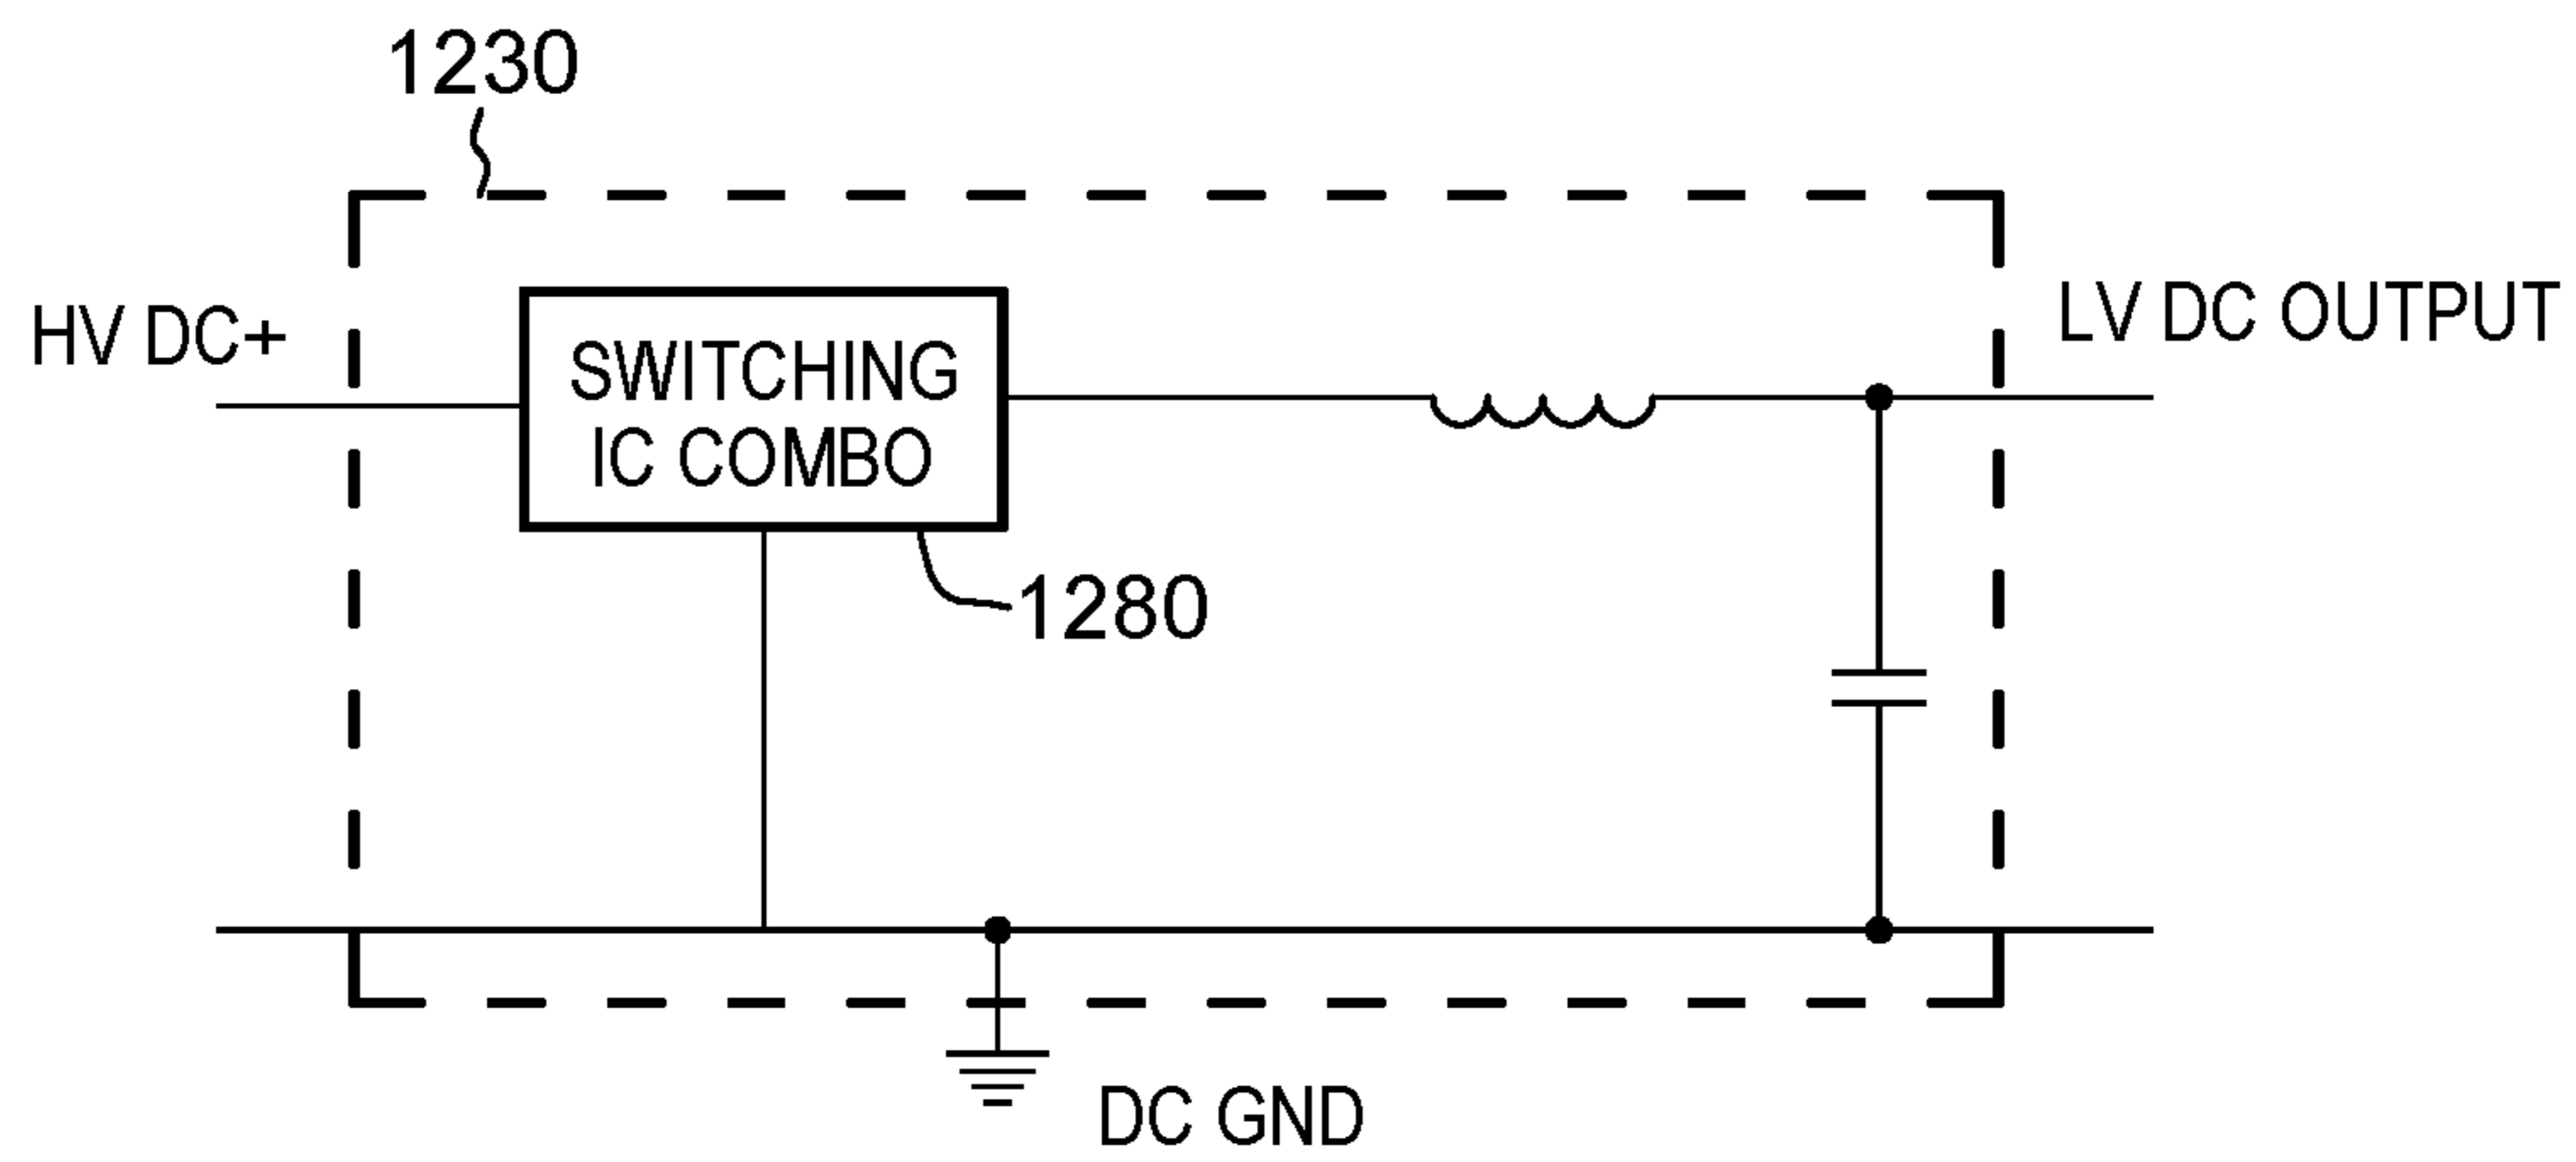 1230
HV DC+
SWITCHING
IC COMBO
LV DC OUTPUT
1280
DC GND